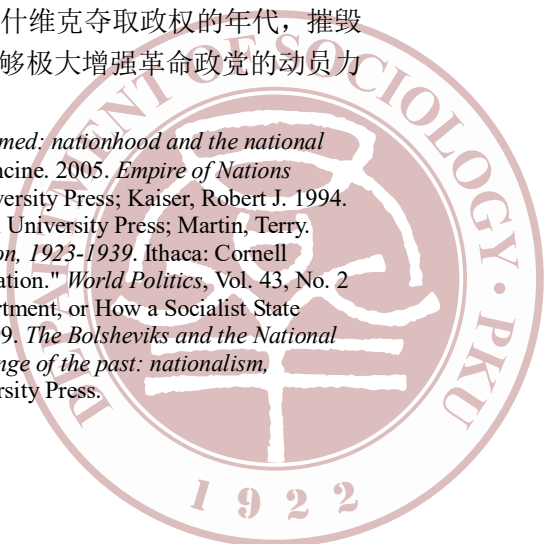 什维克夺取政权的年代，摧毁
够极大增强革命政党的动员力
med: nationhood and the national
ncine. 2005. Empire of Nations
versity Press; Kaiser, Robert J. 1994.
University Press; Martin, Terry.
on, 1923-1939. Ithaca: Cornell
ation." World Politics, Vol. 43, No. 2
rtment, or How a Socialist State
9. The Bolsheviks and the National
nge of the past: nationalism,
rsity Press.
DEPARTMENT OF SOCIOLOGY · PKU
1922